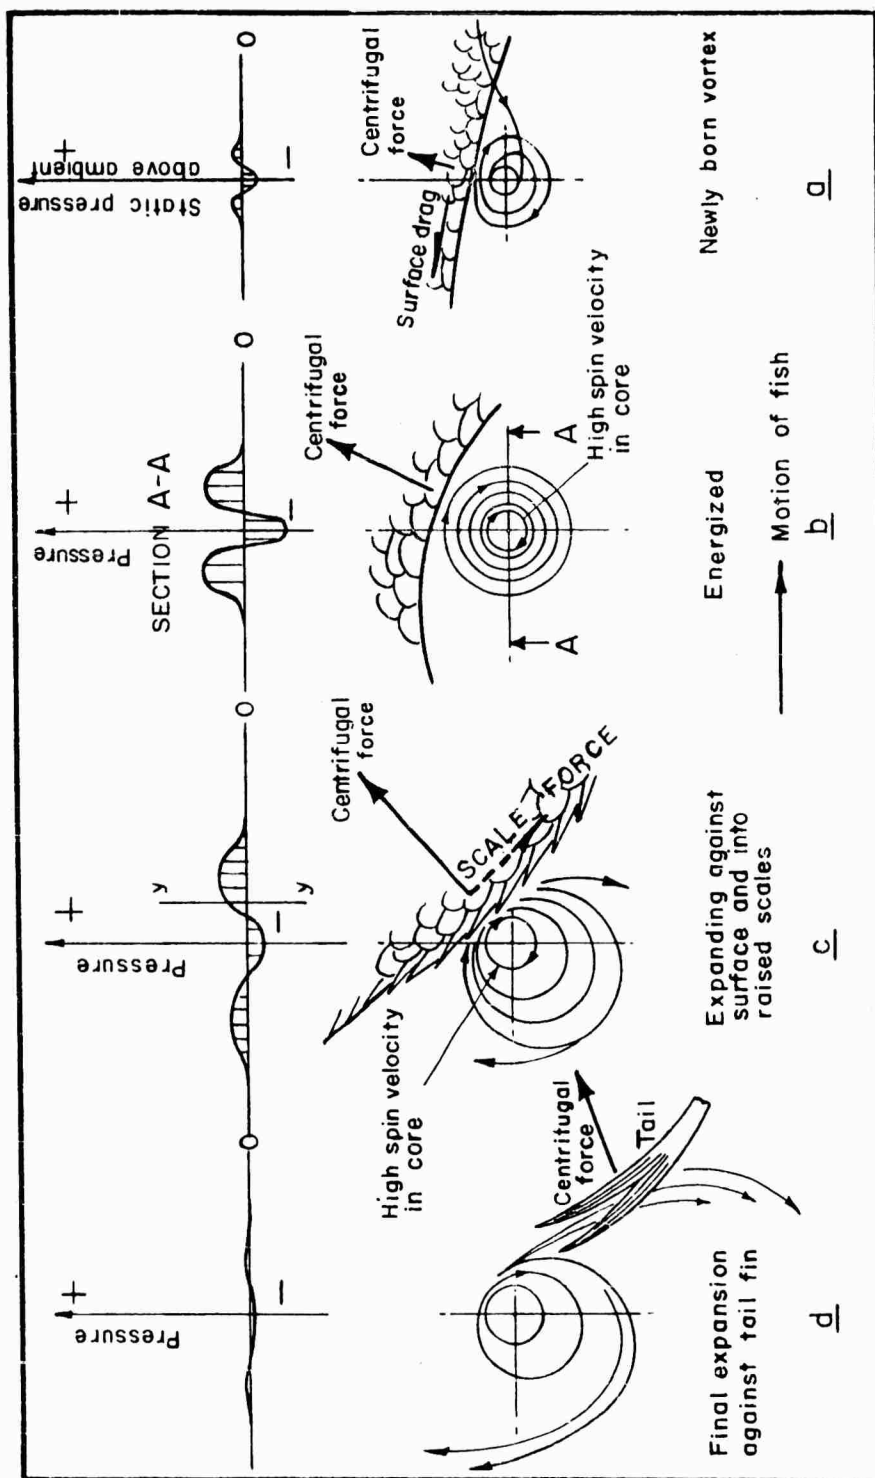 Pressure
+
−
0
Pressure
+
−
y
y
0
Pressure
+
−
SECTION A-A
0
Static pressure
above ambient
+
−
0
Centrifugal
force
Tail
Final expansion
against tail fin
d
High spin velocity
in core
Centrifugal
force
SCALE FORCE
Expanding against
surface and into
raised scales
c
Centrifugal
force
High spin velocity
in core
A
A
Energized
b
Surface drag
Centrifugal
force
Newly born vortex
a
Motion of fish